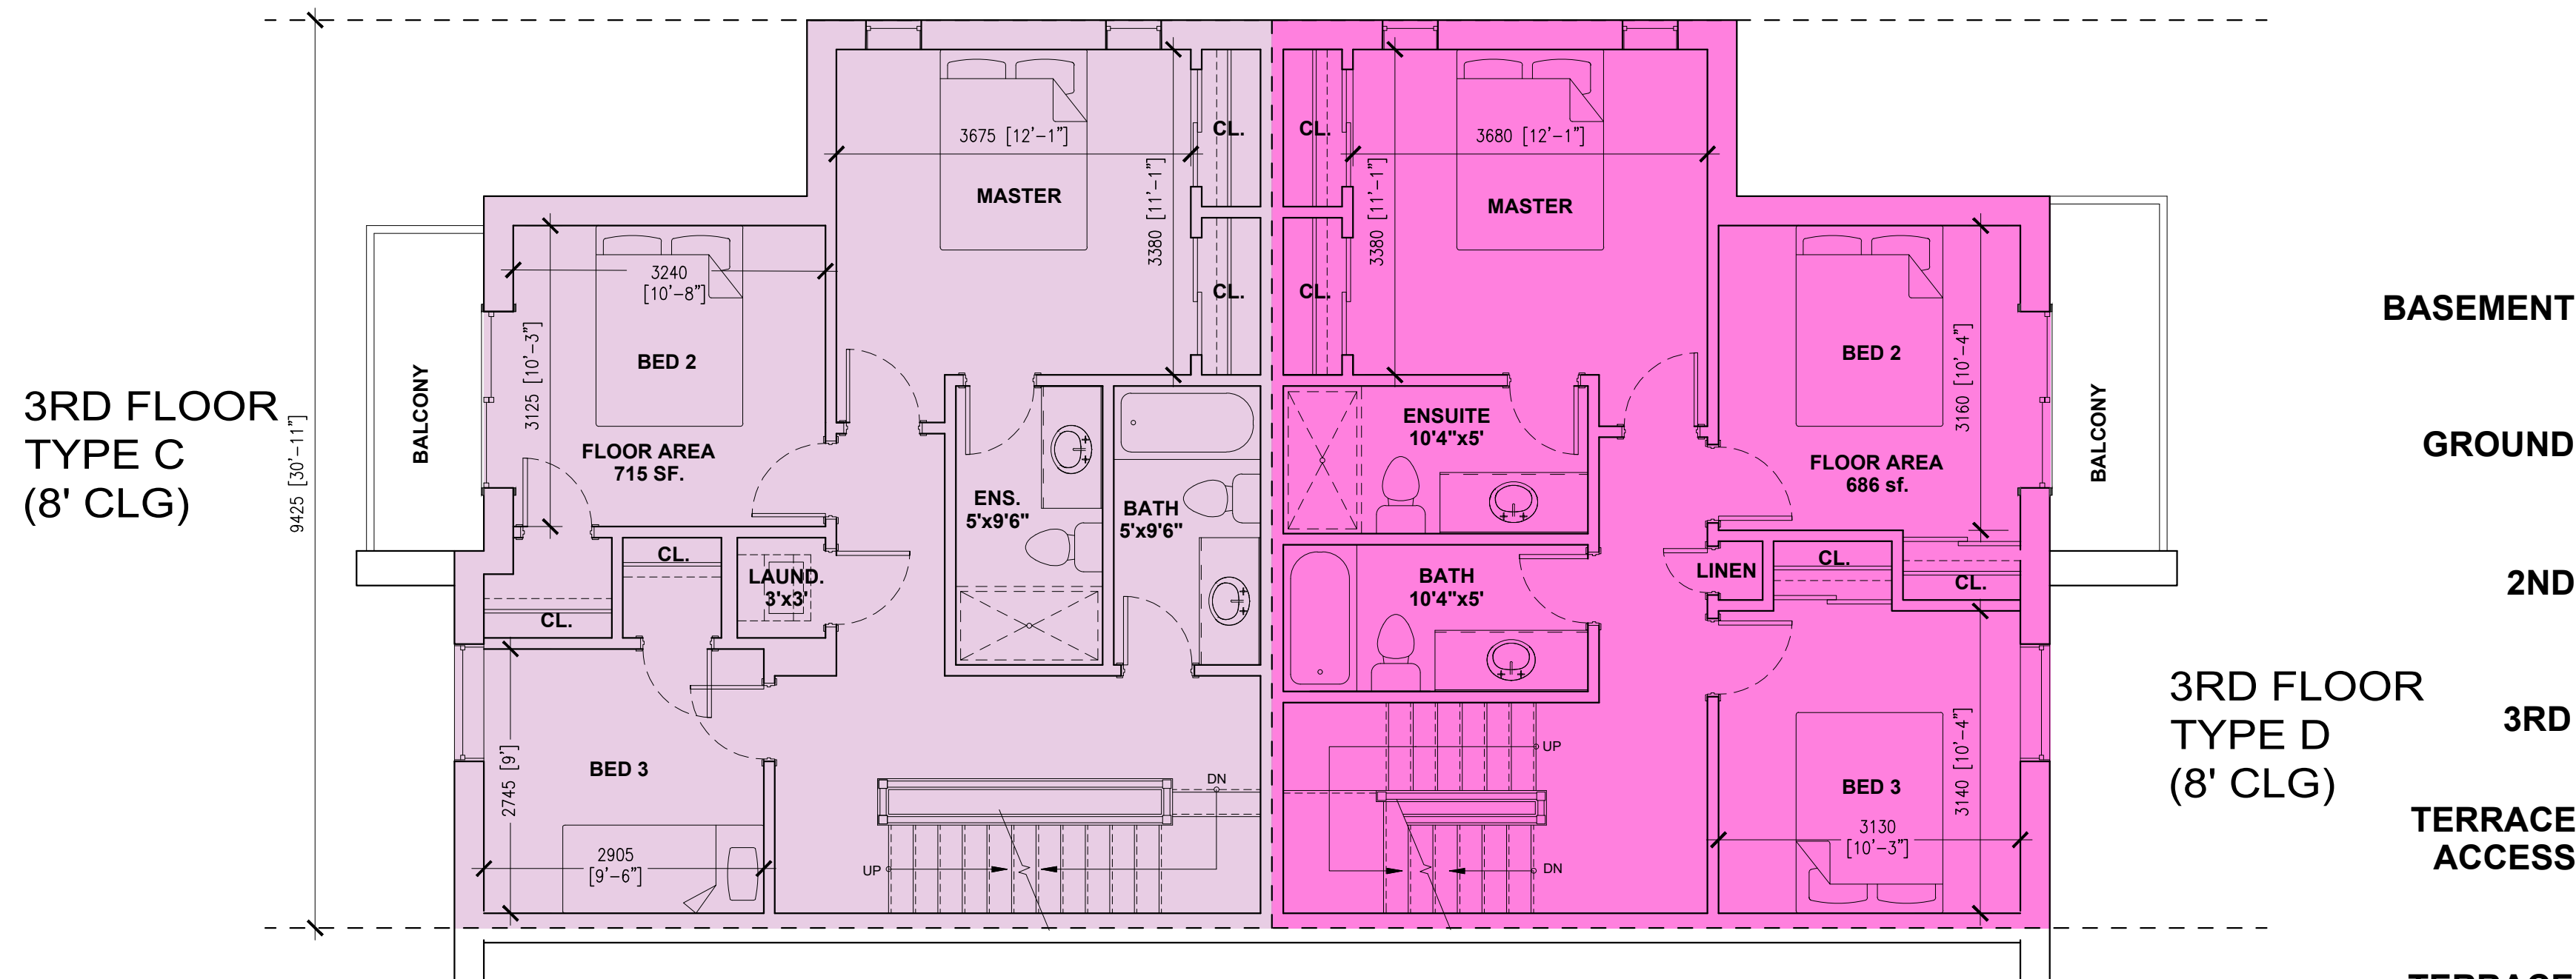 3RD FLOOR
TYPE C
(8' CLG)
9425 [30'-11"]
BALCONY
3240
[10'-8"]
3125 [10'-3"]
BED 2
FLOOR AREA
715 SF.
3675 [12'-1"]
MASTER
3380 [11'-1"]
CL.
CL.
ENS.
5'x9'6"
BATH
5'x9'6"
CL.
CL.
LAUND.
3'x3'
2745 [9']
BED 3
2905
[9'-6"]
UP
DN
CL.
CL.
3680 [12'-1"]
3380 [11'-1"]
MASTER
ENSUITE
10'4"x5'
BATH
10'4"x5'
BED 2
3160 [10'-4"]
FLOOR AREA
686 sf.
BALCONY
LINEN
CL.
CL.
UP
DN
BED 3
3140 [10'-4"]
3130
[10'-3"]
3RD FLOOR
TYPE D
(8' CLG)
BASEMENT
GROUND
2ND
3RD
TERRACE
ACCESS